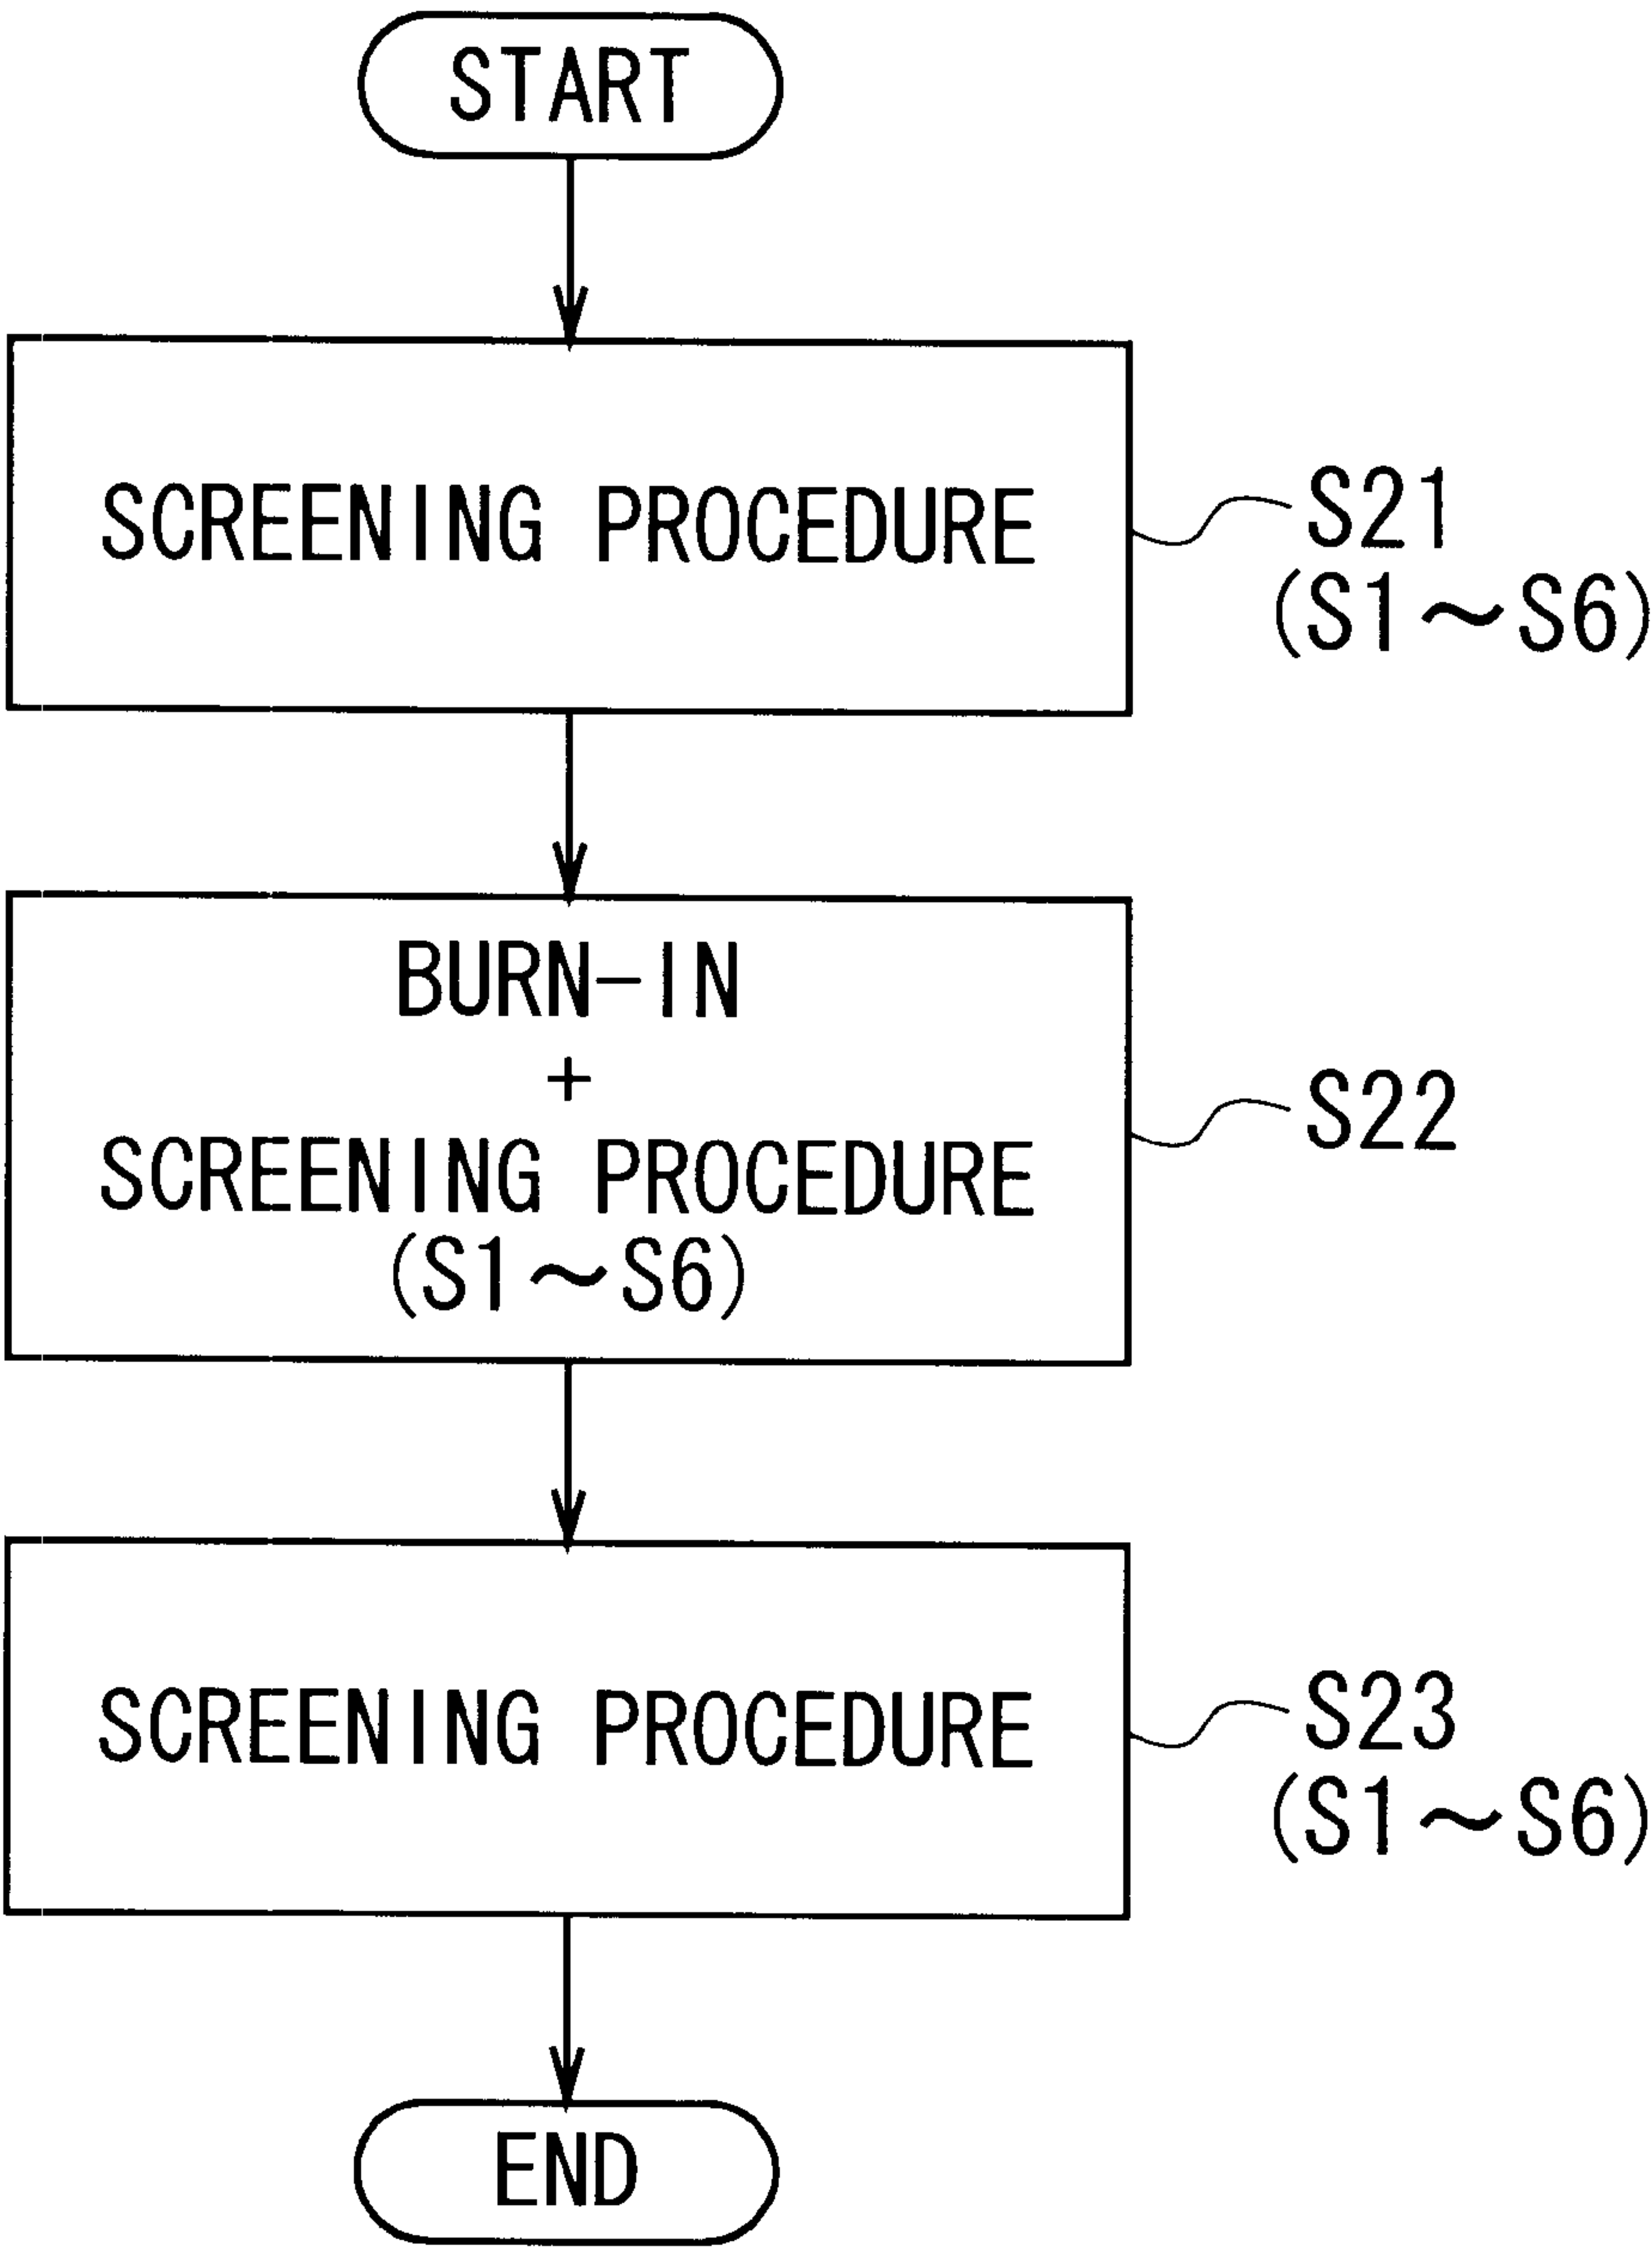 START
SCREENING PROCEDURE
S21
(S1～S6)
BURN-IN
+
SCREENING PROCEDURE
(S1～S6)
S22
SCREENING PROCEDURE
S23
(S1～S6)
END